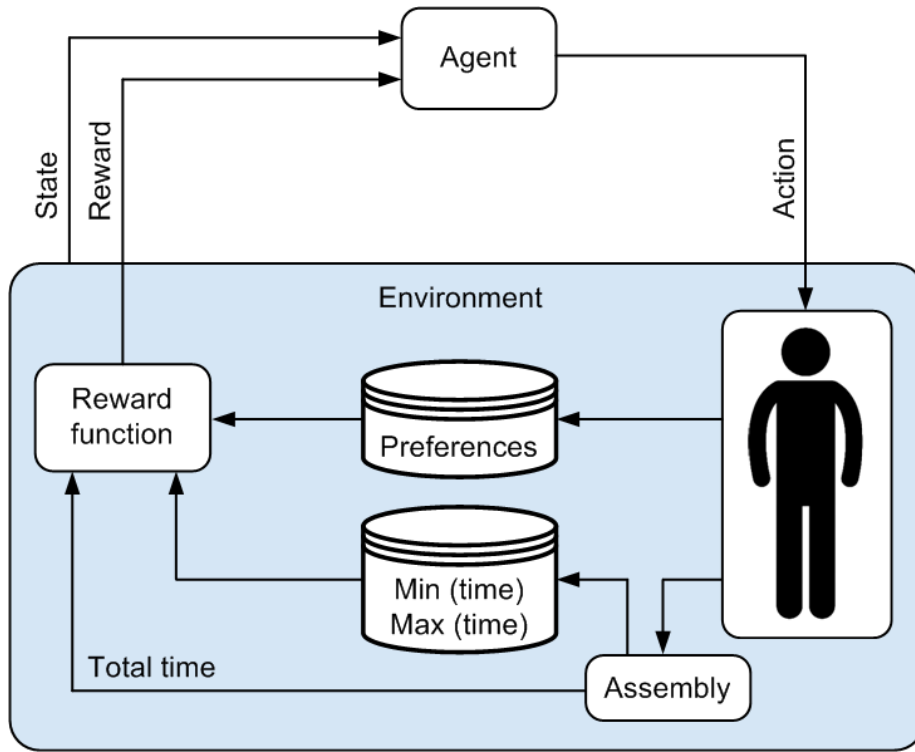 Agent
State
Reward
Action
Environment
Reward
function
Preferences
Min (time)
Max (time)
Total time
Assembly